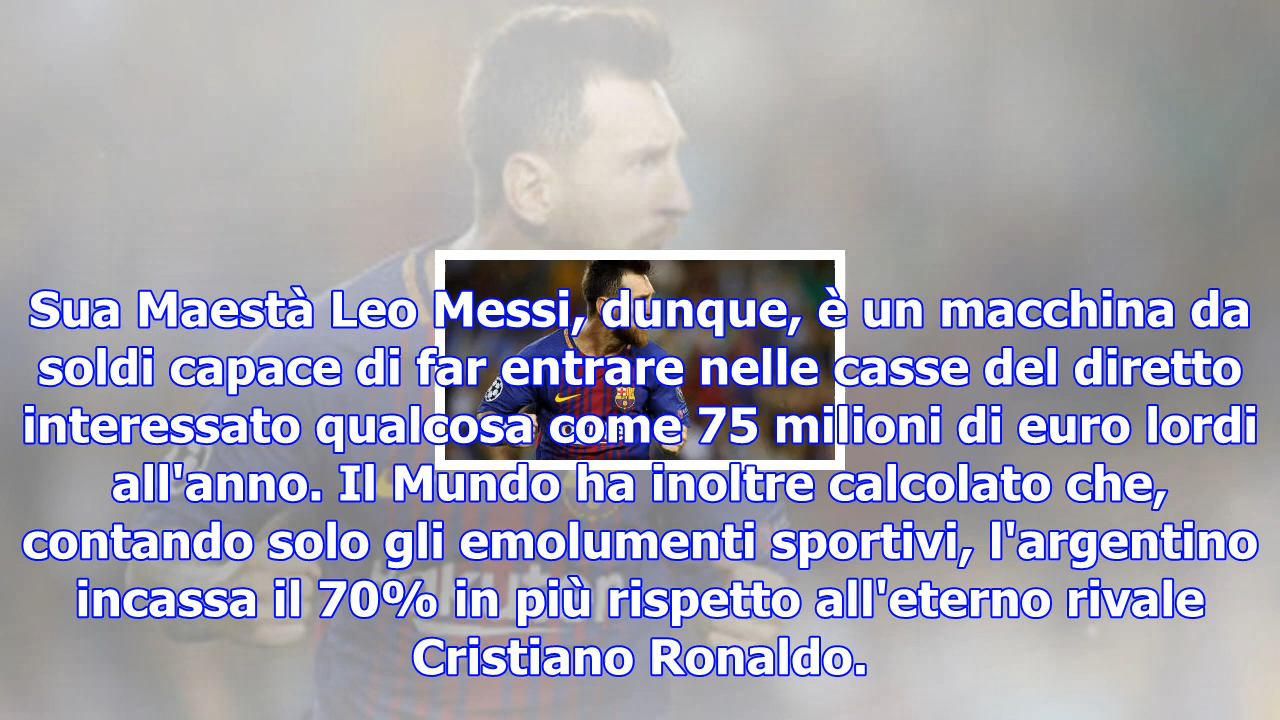 Sua Maestà Leo Messi, dunque, è un macchina da
soldi capace di far entrare nelle casse del diretto
interessato qualcosa come 75 milioni di euro lordi
all'anno. Il Mundo ha inoltre calcolato che,
contando solo gli emolumenti sportivi, l'argentino
incassa il 70% in più rispetto all'eterno rivale
Cristiano Ronaldo.